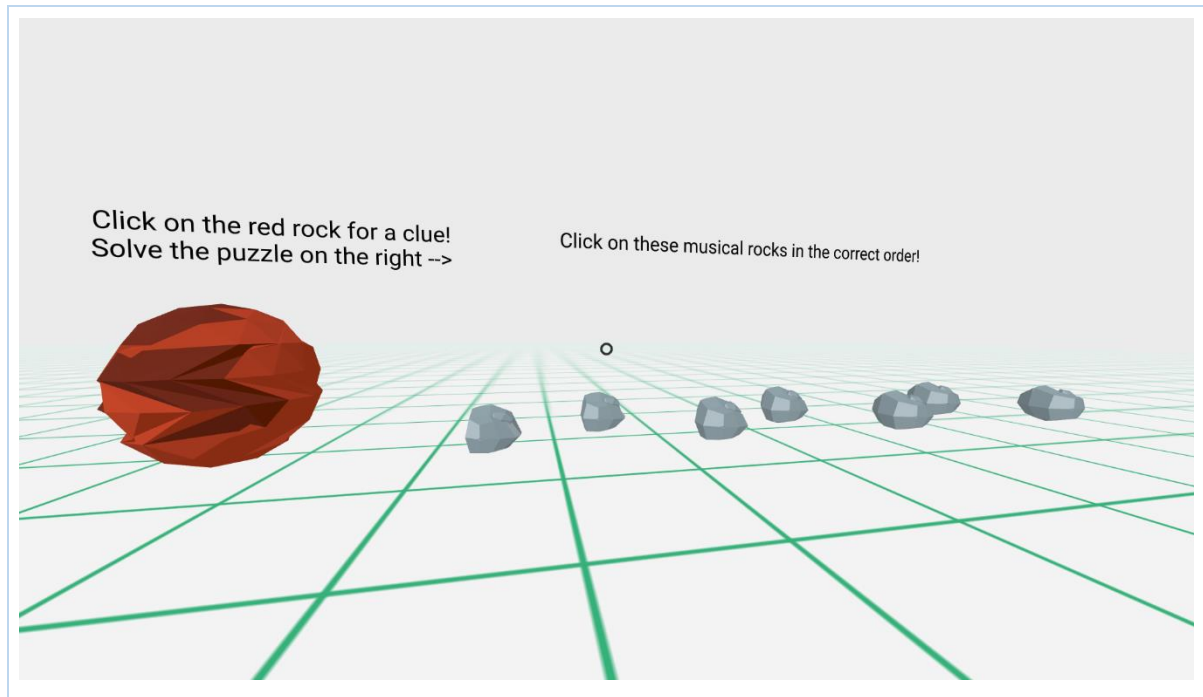 Click on the red rock for a clue!
Solve the puzzle on the right -->
Click on these musical rocks in the correct order!